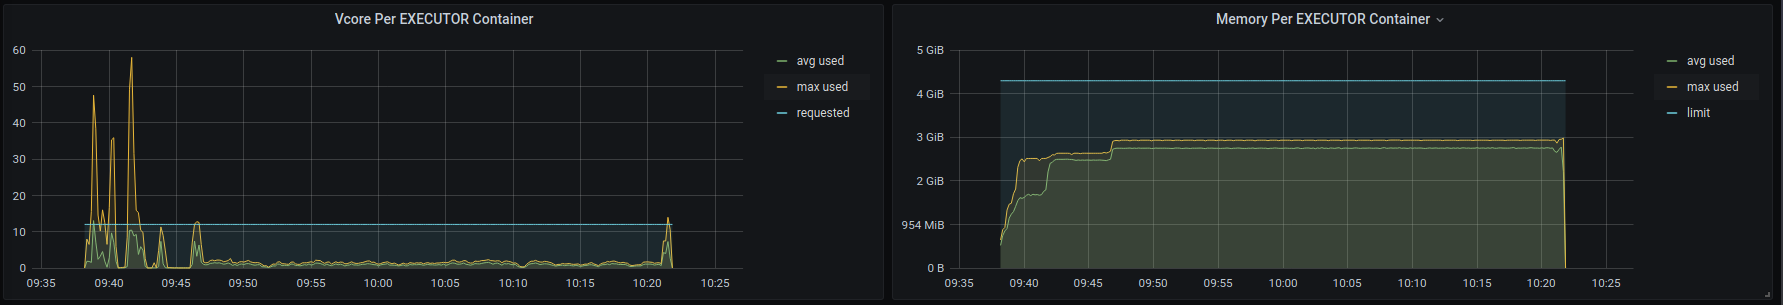 Vcore Per EXECUTOR Container
60
50
40
30
20
10
0
09:35 09:40 09:45 09:50 09:55 10:00 10:05 10:10 10:15 10:20 10:25
avg used
max used
requested
Memory Per EXECUTOR Container
5 GiB
4 GiB
3 GiB
2 GiB
954 MiB
0 B
09:35 09:40 09:45 09:50 09:55 10:00 10:05 10:10 10:15 10:20 10:25
avg used
max used
limit